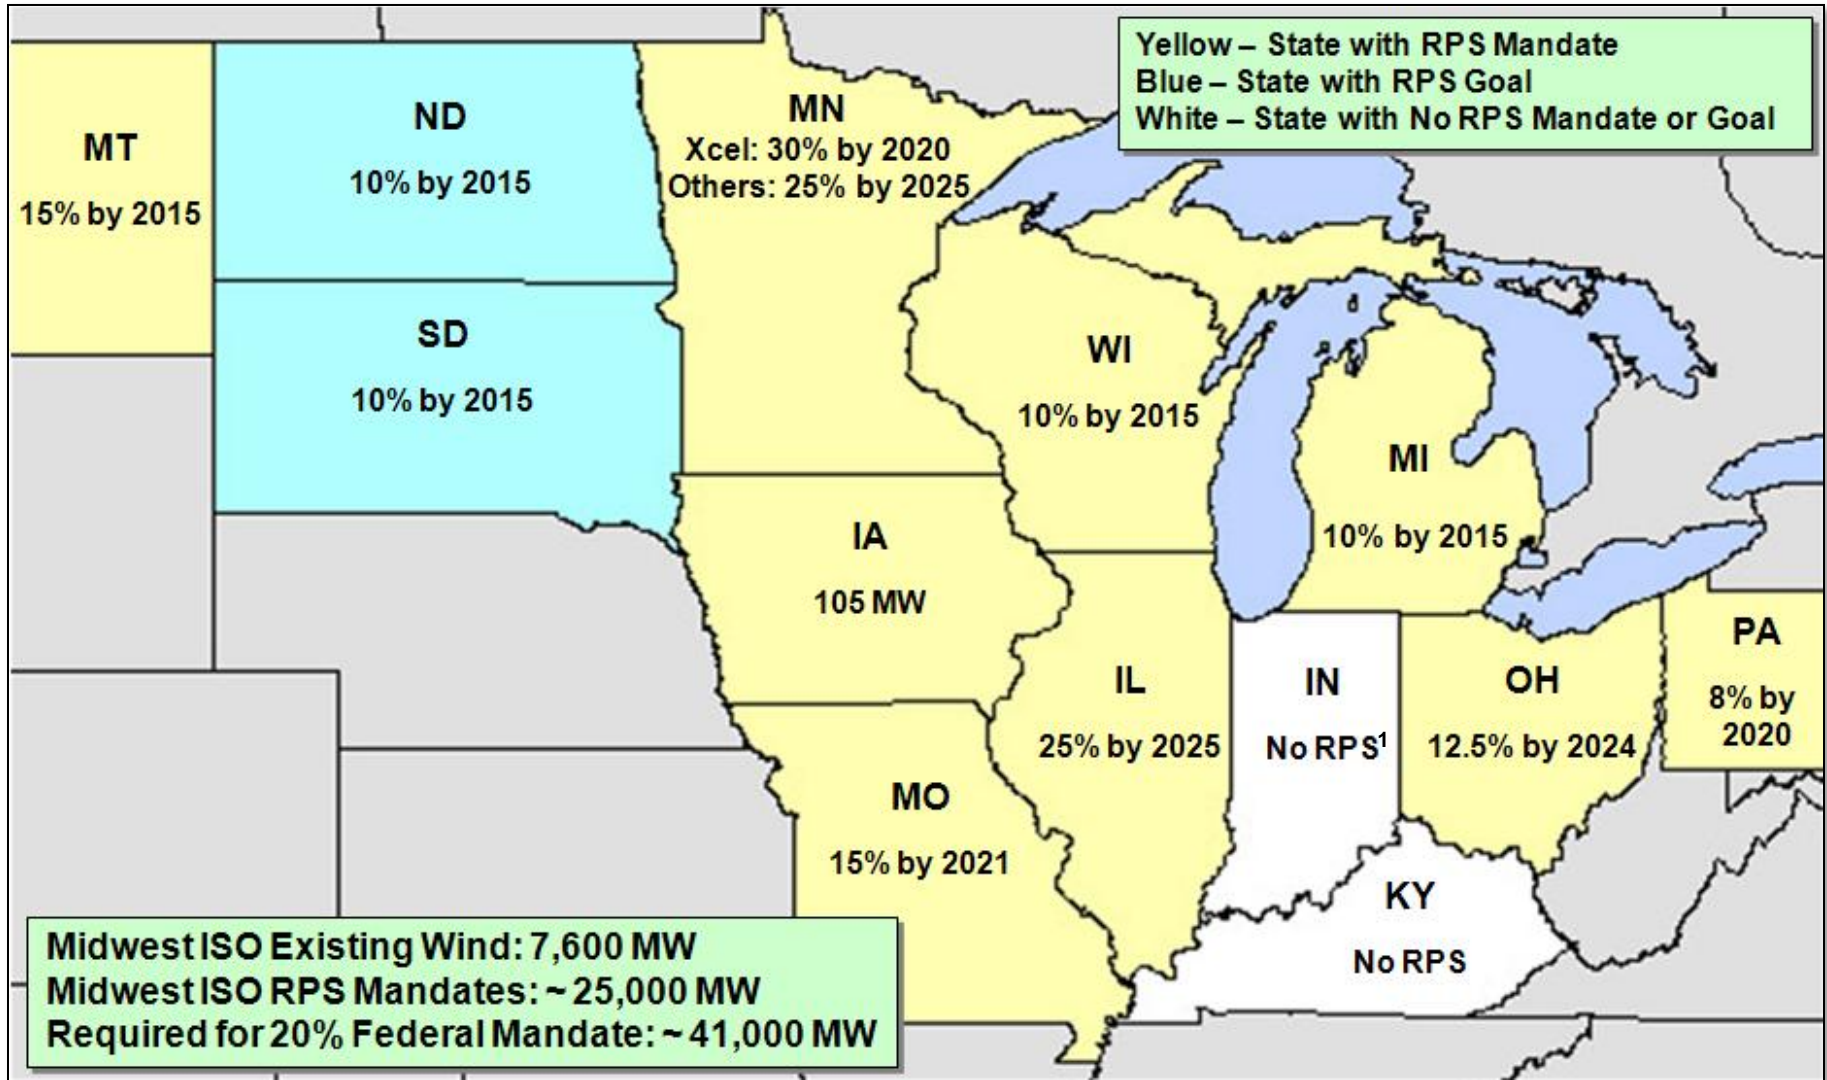 Yellow – State with RPS Mandate
Blue – State with RPS Goal
White – State with No RPS Mandate or Goal
MT
15% by 2015
ND
10% by 2015
MN
Xcel: 30% by 2020
Others: 25% by 2025
SD
10% by 2015
WI
10% by 2015
MI
10% by 2015
IA
105 MW
IL
25% by 2025
IN
No RPS¹
OH
12.5% by 2024
PA
8% by
2020
MO
15% by 2021
KY
No RPS
Midwest ISO Existing Wind: 7,600 MW
Midwest ISO RPS Mandates: ~ 25,000 MW
Required for 20% Federal Mandate: ~ 41,000 MW